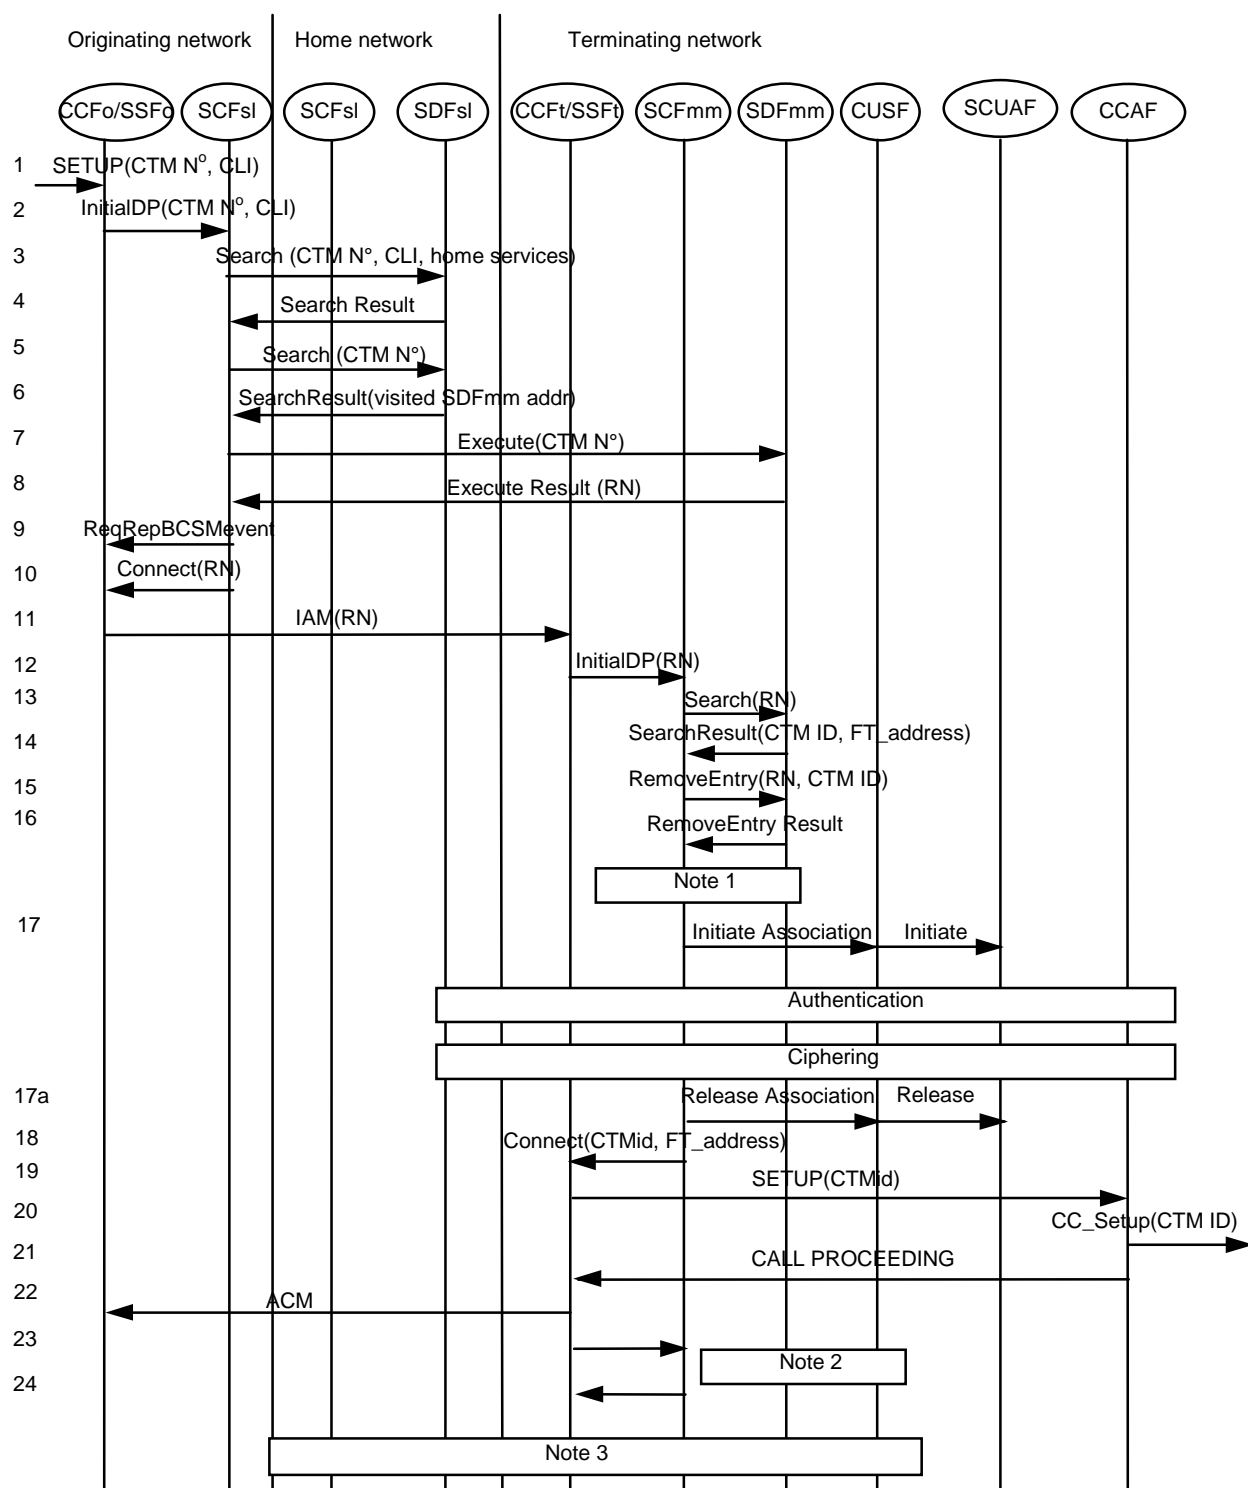 Originating network Home network Terminating network
CCFo/SSFo SCFsl SCFsl SDFsl CCFt/SSFt SCFmm SDFmm CUSF SCUAF CCAF
1 SETUP(CTM Nº, CLI)
2 InitialDP(CTM Nº, CLI)
3 Search (CTM N°, CLI, home services)
4 Search Result
5 Search (CTM N°)
6 SearchResult(visited SDFmm addr)
7 Execute(CTM N°)
8 Execute Result (RN)
9 ReqRepBCSMevent
10 Connect(RN)
11 IAM(RN)
12 InitialDP(RN)
13 Search(RN)
14 SearchResult(CTM ID, FT_address)
15 RemoveEntry(RN, CTM ID)
16 RemoveEntry Result
Note 1
17 Initiate Association Initiate
Authentication
Ciphering
17a Release Association Release
18 Connect(CTMid, FT_address)
19 SETUP(CTMid)
20 CC_Setup(CTM ID)
21 CALL PROCEEDING
22 ACM
23
Note 2
24
Note 3